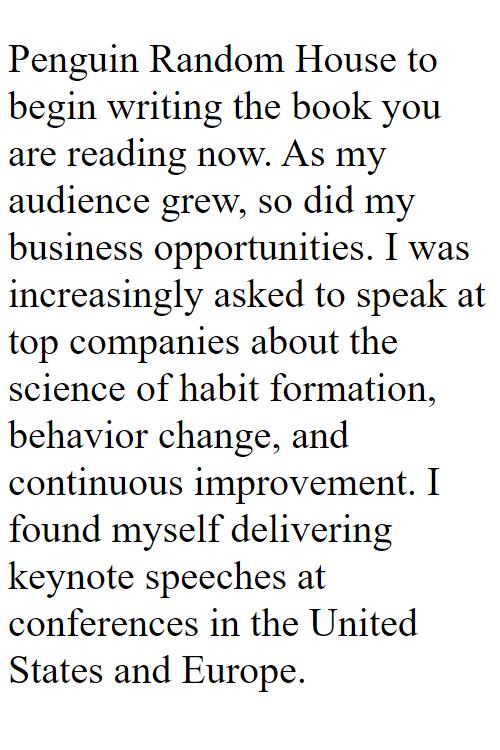 Penguin Random House to
begin writing the book you
are reading now. As my
audience grew, so did my
business opportunities. I was
increasingly asked to speak at
top companies about the
science of habit formation,
behavior change, and
continuous improvement. I
found myself delivering
keynote speeches at
conferences in the United
States and Europe.